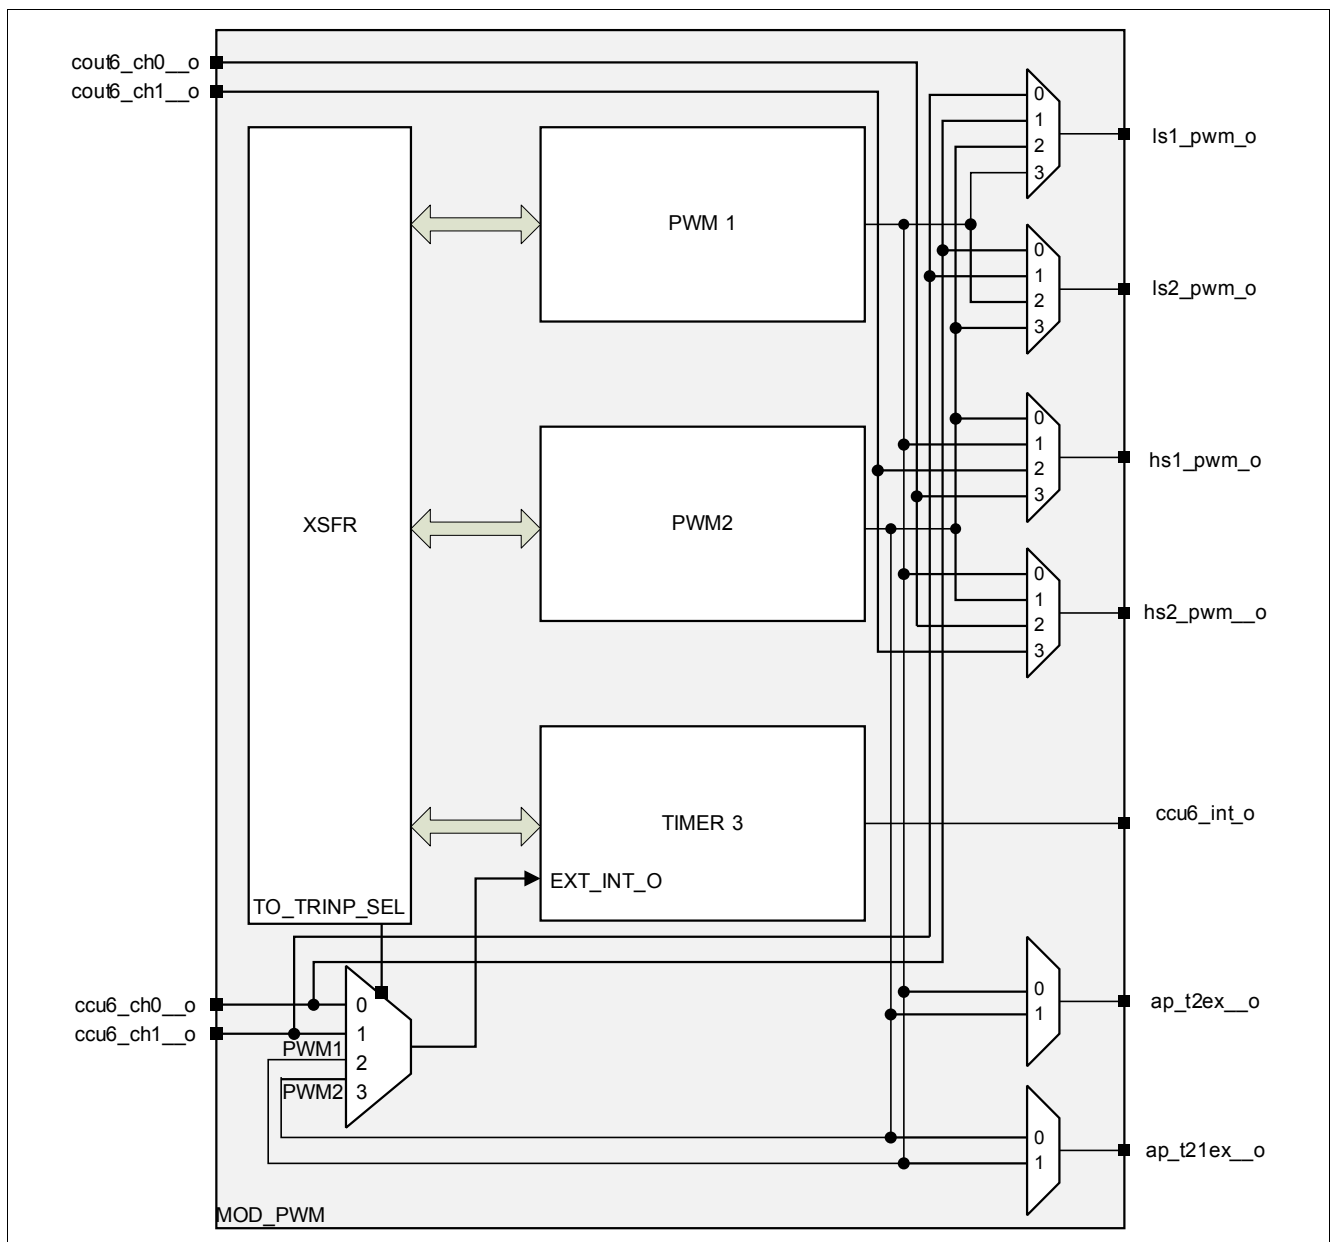 cout6_ch0__o
cout6_ch1__o
0
1
2
3
ls1_pwm_o
PWM 1
0
1
2
3
ls2_pwm_o
0
1
2
3
hs1_pwm_o
XSFR
PWM2
0
1
2
3
hs2_pwm__o
TIMER 3
ccu6_int_o
EXT_INT_O
TO_TRINP_SEL
ccu6_ch0__o
0
ccu6_ch1__o
1
PWM1
2
PWM2
3
0
1
ap_t2ex__o
0
1
ap_t21ex__o
MOD_PWM